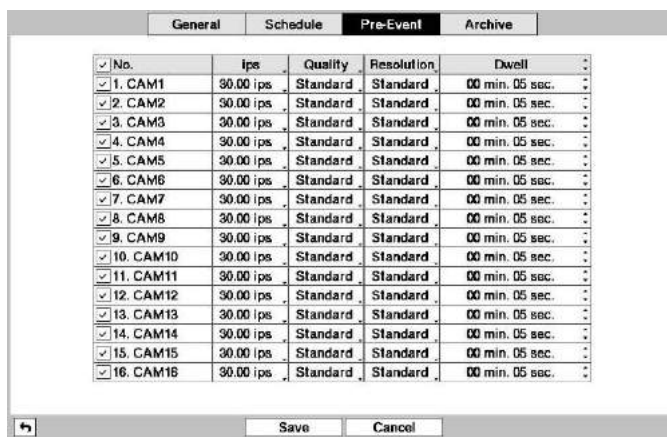 General Schedule Pre-Event Archive
No. ips Quality Resolution Dwell
1. CAM1 30.00 ips Standard Standard 00 min. 05 sec.
2. CAM2 30.00 ips Standard Standard 00 min. 05 sec.
3. CAM3 30.00 ips Standard Standard 00 min. 05 sec.
4. CAM4 30.00 ips Standard Standard 00 min. 05 sec.
5. CAM5 30.00 ips Standard Standard 00 min. 05 sec.
6. CAM6 30.00 ips Standard Standard 00 min. 05 sec.
7. CAM7 30.00 ips Standard Standard 00 min. 05 sec.
8. CAM8 30.00 ips Standard Standard 00 min. 05 sec.
9. CAM9 30.00 ips Standard Standard 00 min. 05 sec.
10. CAM10 30.00 ips Standard Standard 00 min. 05 sec.
11. CAM11 30.00 ips Standard Standard 00 min. 05 sec.
12. CAM12 30.00 ips Standard Standard 00 min. 05 sec.
13. CAM13 30.00 ips Standard Standard 00 min. 05 sec.
14. CAM14 30.00 ips Standard Standard 00 min. 05 sec.
15. CAM15 30.00 ips Standard Standard 00 min. 05 sec.
16. CAM16 30.00 ips Standard Standard 00 min. 05 sec.
Save Cancel